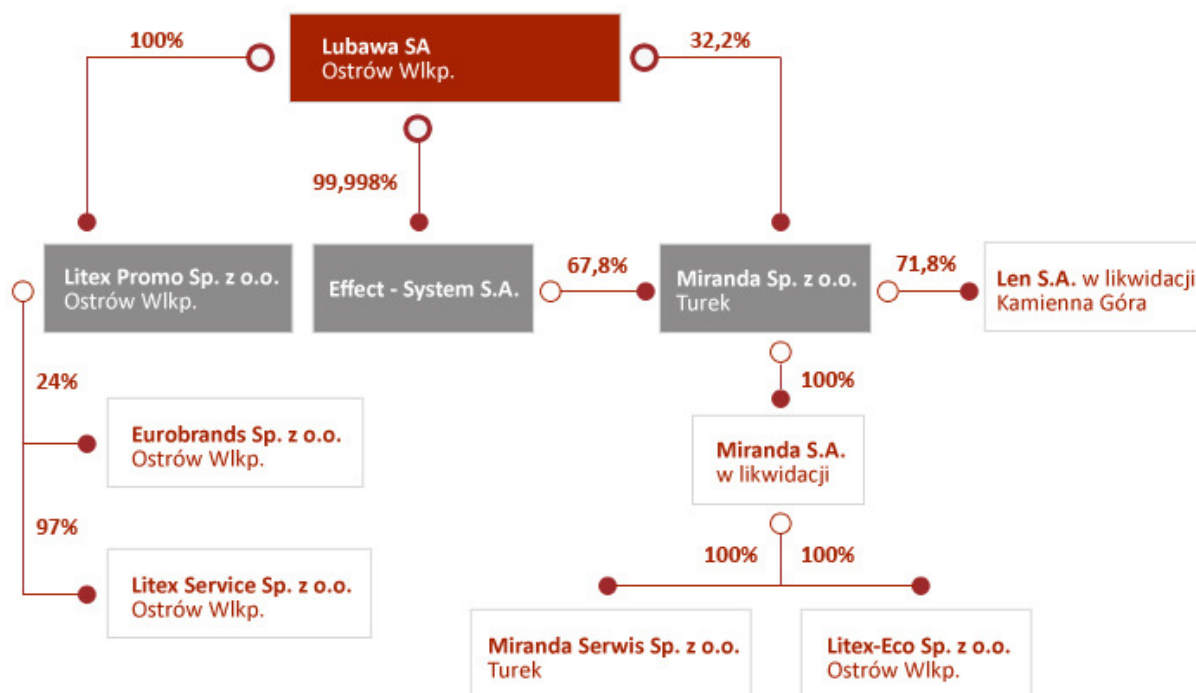 100%
Lubawa SA
Ostrów Wlkp.
32,2%
99,998%
Litex Promo Sp. z o.o.
Ostrów Wlkp.
Effect - System S.A.
67,8%
Miranda Sp. z o.o.
Turek
71,8%
Len S.A. w likwidacji
Kamienna Góra
24%
100%
Eurobrands Sp. z o.o.
Ostrów Wlkp.
Miranda S.A.
w likwidacji
97%
100%
100%
Litex Service Sp. z o.o.
Ostrów Wlkp.
Miranda Serwis Sp. z o.o.
Turek
Litex-Eco Sp. z o.o.
Ostrów Wlkp.